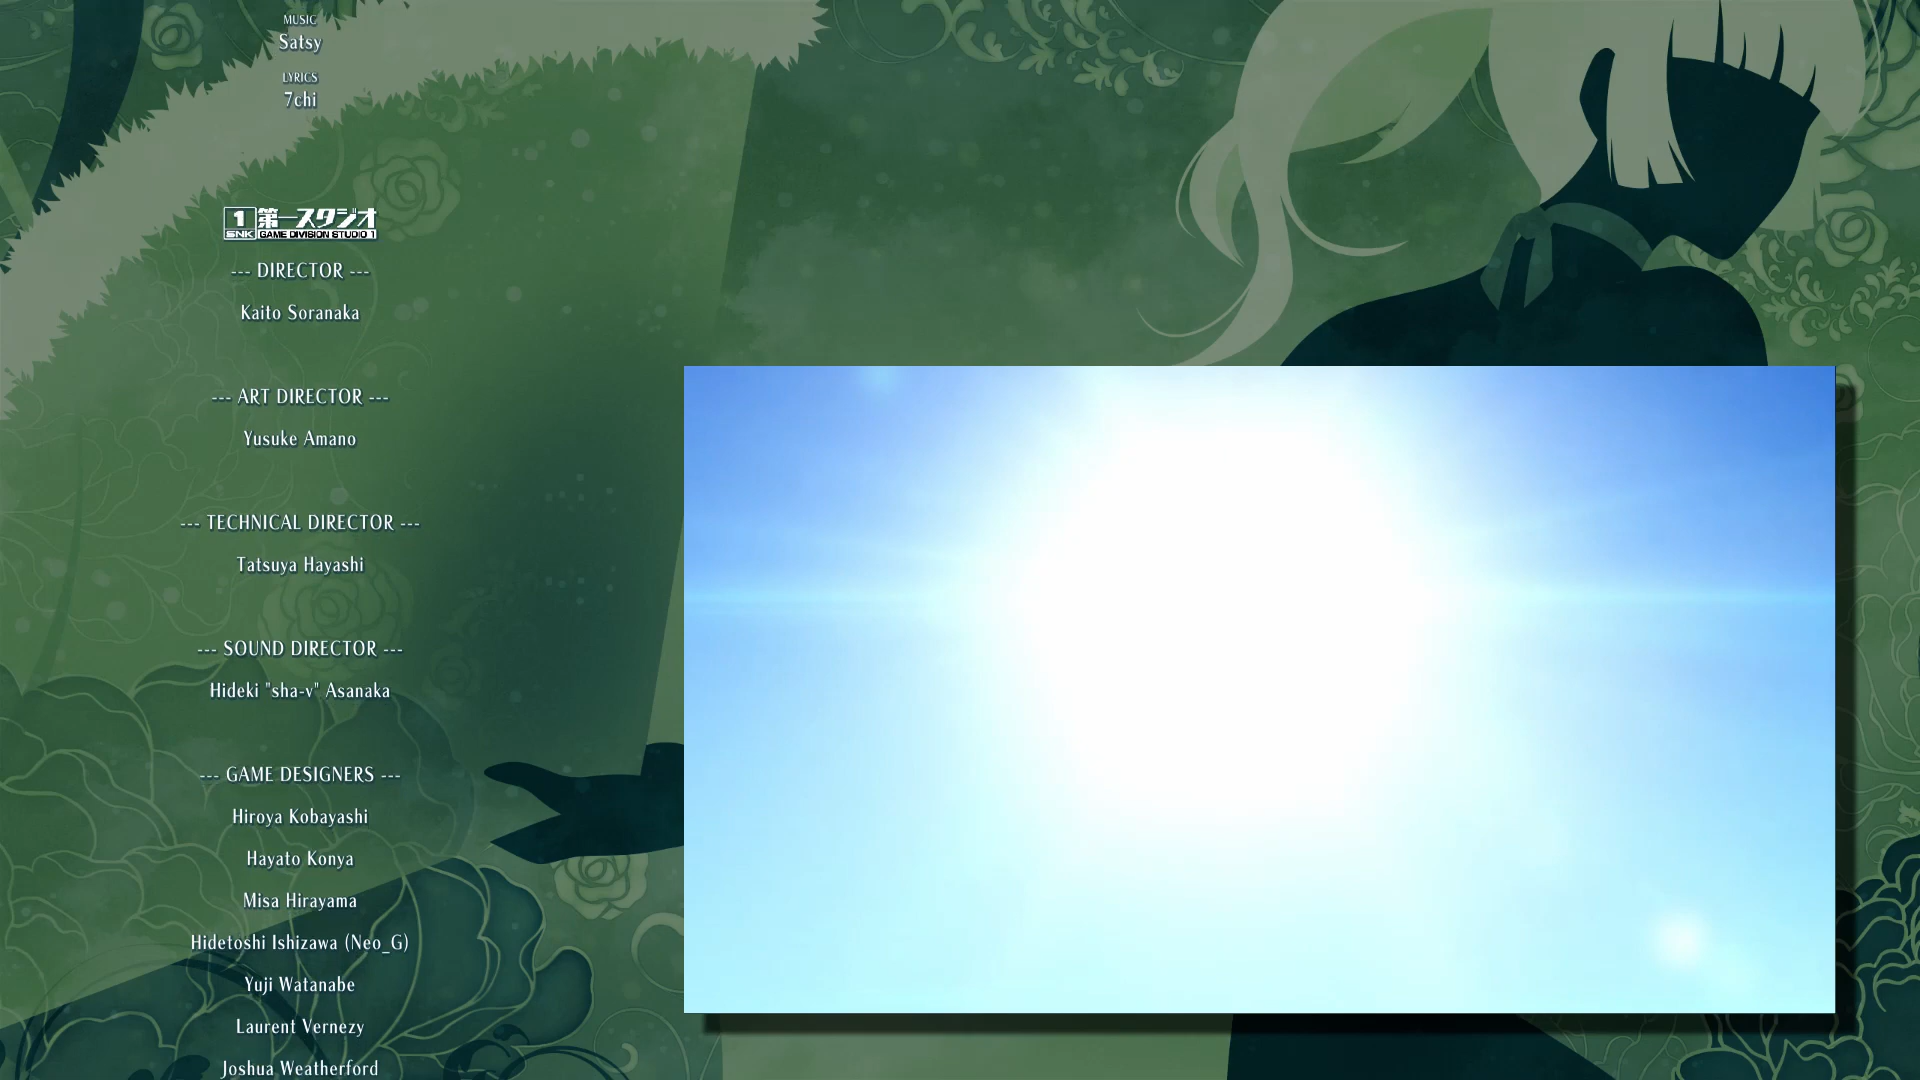 MUSIC
Satsy
LYRICS
7chi
1 第一スタジオ
SNK GAME DIVISION STUDIO 1
--- DIRECTOR ---
Kaito Soranaka
--- ART DIRECTOR ---
Yusuke Amano
--- TECHNICAL DIRECTOR ---
Tatsuya Hayashi
--- SOUND DIRECTOR ---
Hideki "sha-v" Asanaka
--- GAME DESIGNERS ---
Hiroya Kobayashi
Hayato Konya
Misa Hirayama
Hidetoshi Ishizawa (Neo_G)
Yuji Watanabe
Laurent Vernezy
Joshua Weatherford